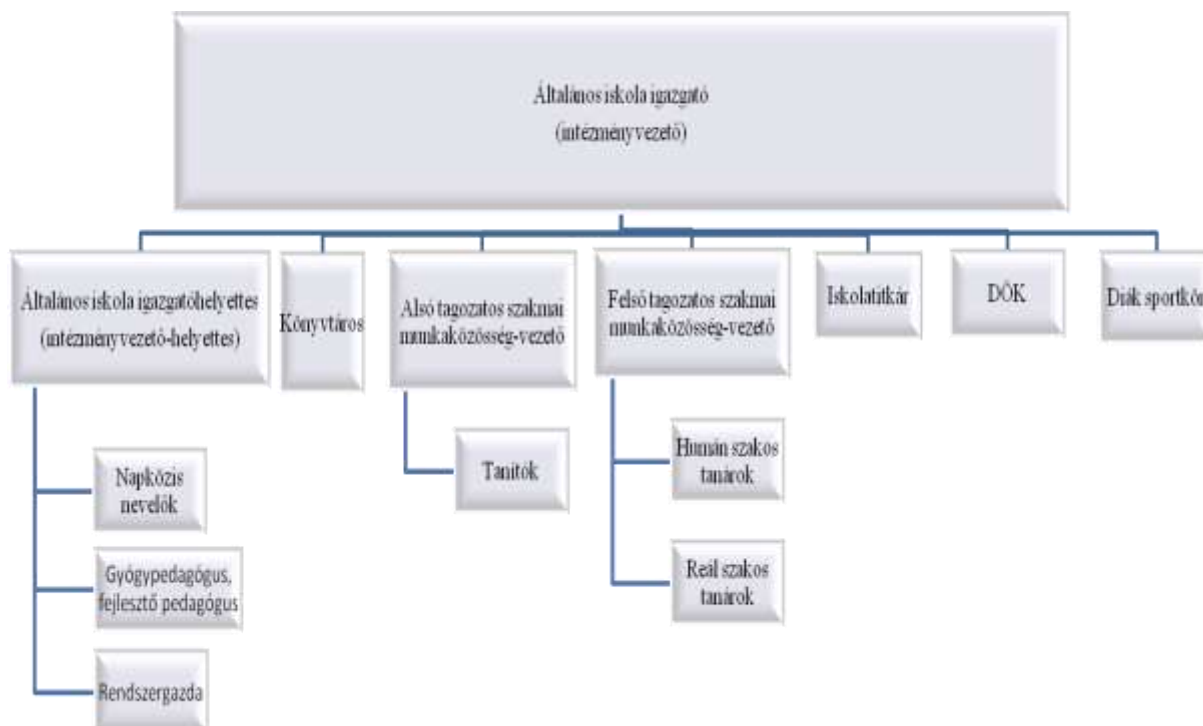 Általános iskola igazgató
(intézményvezető)
Általános iskola igazgatóhelyettes
(intézményvezető-helyettes)
Könyvtáros
Alsó tagozatos szakmai
munkaközösség-vezető
Felső tagozatos szakmai
munkaközösség-vezető
Iskolatitkár
DÖK
Diák sportkör
Napközis
nevelők
Gyógypedagógus,
fejlesztő pedagógus
Rendszergazda
Tanítók
Humán szakos
tanárok
Reál szakos
tanárok